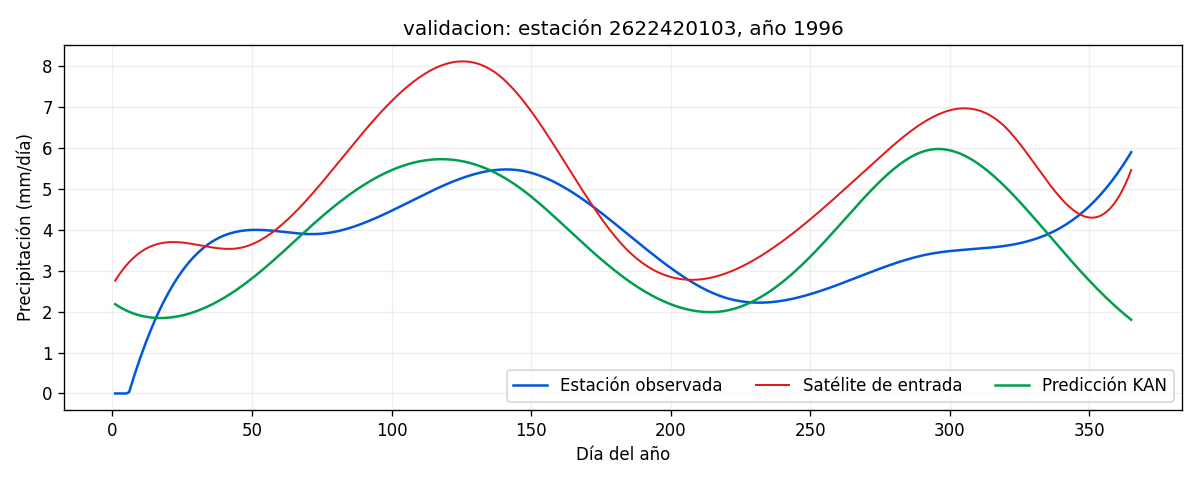 validacion: estación 2622420103, año 1996
Precipitación (mm/día)
8
7
6
5
4
3
2
1
0
Estación observada
Satélite de entrada
Predicción KAN
0 50 100 150 200 250 300 350
Día del año